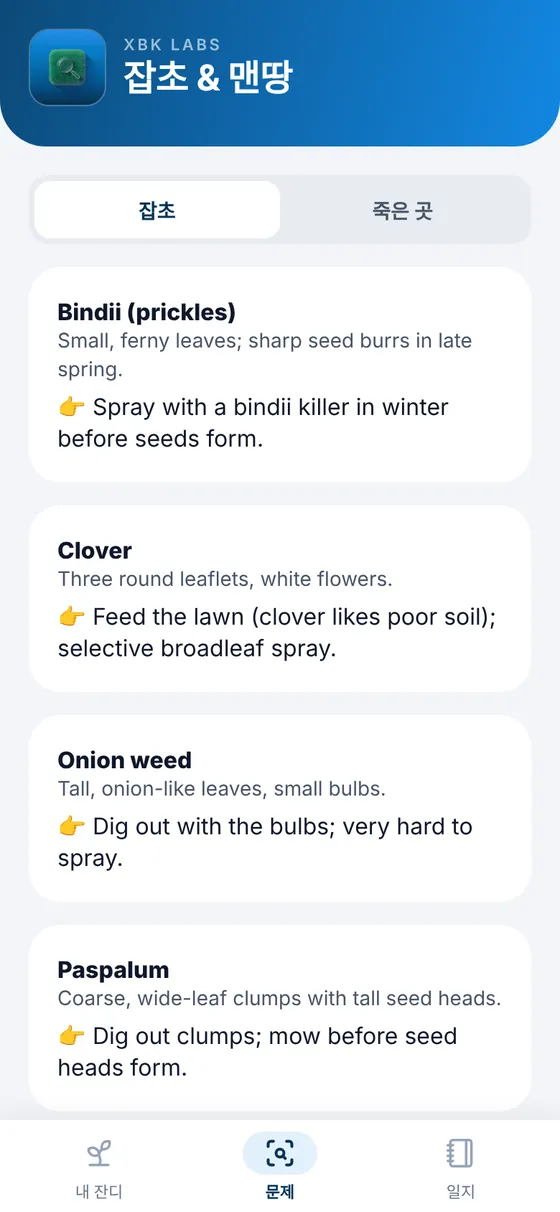 XBK LABS
잡초 & 맨땅
잡초
죽은 곳
Bindii (prickles)
Small, ferny leaves; sharp seed burrs in late
spring.
👉 Spray with a bindii killer in winter
before seeds form.
Clover
Three round leaflets, white flowers.
👉 Feed the lawn (clover likes poor soil);
selective broadleaf spray.
Onion weed
Tall, onion-like leaves, small bulbs.
👉 Dig out with the bulbs; very hard to
spray.
Paspalum
Coarse, wide-leaf clumps with tall seed heads.
👉 Dig out clumps; mow before seed
heads form.
내 잔디
문제
일지